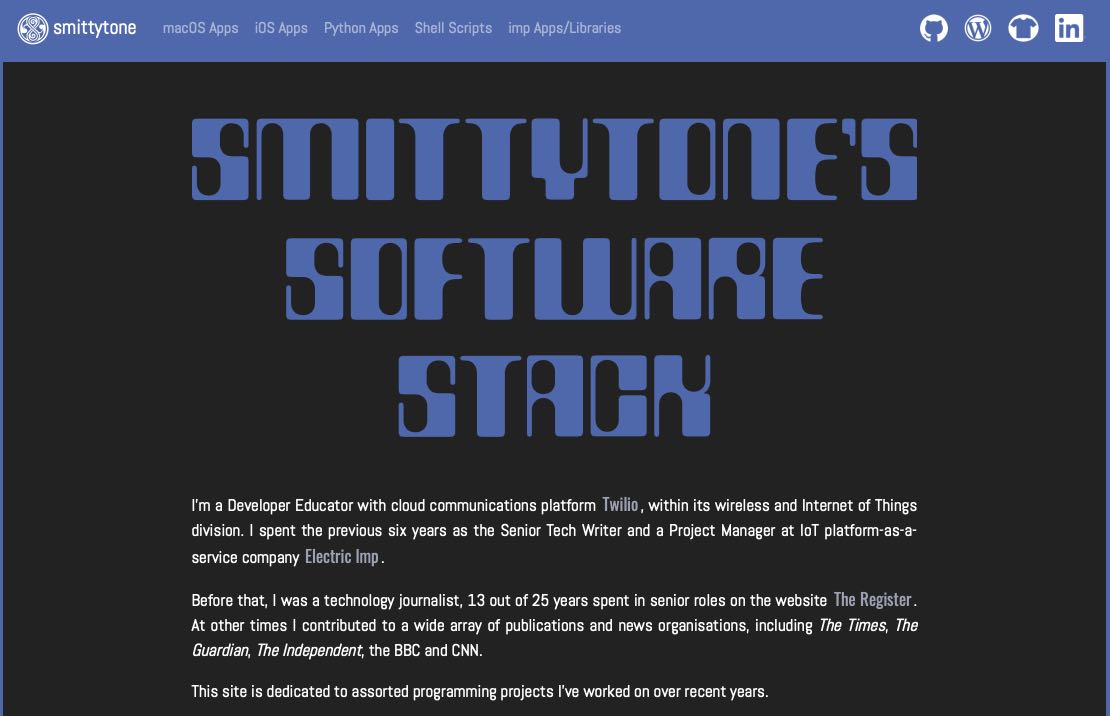 smittytone macOS Apps iOS Apps Python Apps Shell Scripts imp Apps/Libraries
SMITTYTONE'S
SOFTWARE
STACK
I'm a Developer Educator with cloud communications platform Twilio, within its wireless and Internet of Things
division. I spent the previous six years as the Senior Tech Writer and a Project Manager at IoT platform-as-a-
service company Electric Imp.
Before that, I was a technology journalist, 13 out of 25 years spent in senior roles on the website The Register.
At other times I contributed to a wide array of publications and news organisations, including The Times, The
Guardian, The Independent, the BBC and CNN.
This site is dedicated to assorted programming projects I've worked on over recent years.